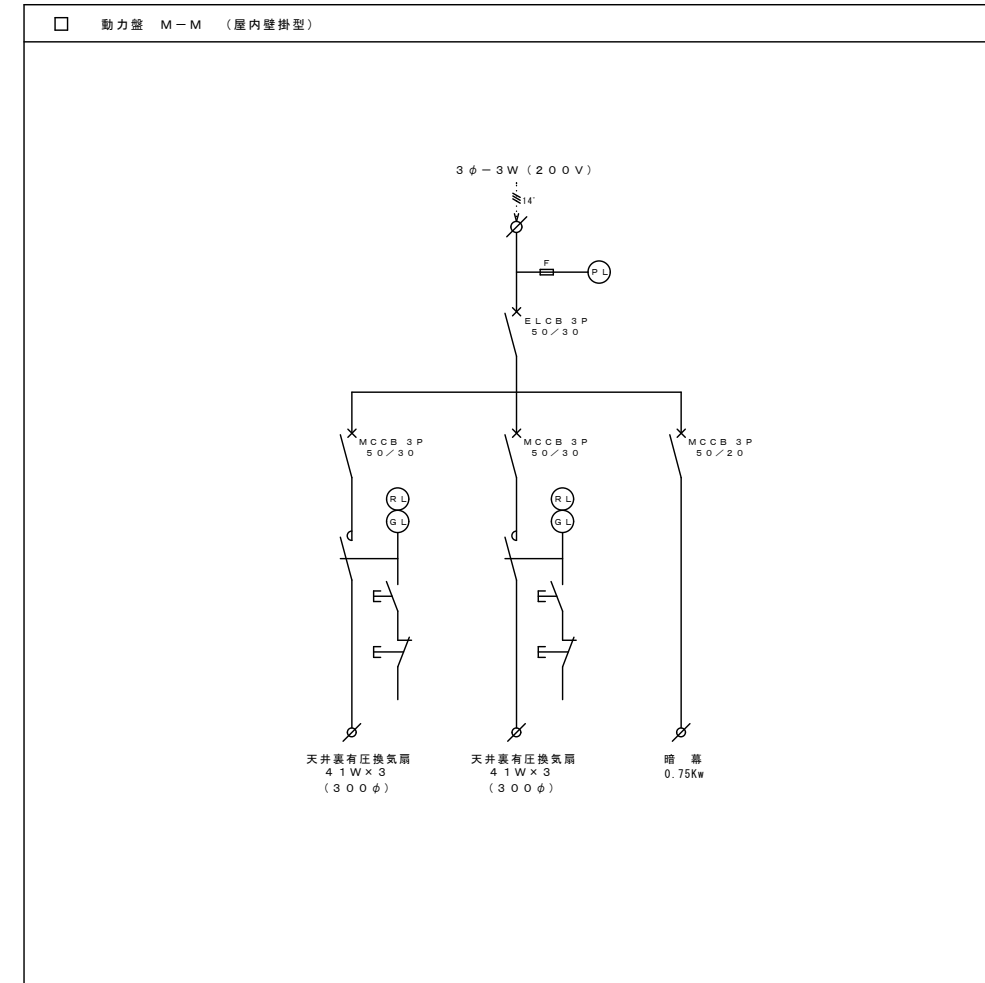 動力盤 M-M (屋内壁掛型)
3φ-3W(200V)
14゜
F
PL
ELCB 3P
50/30
MCCB 3P
50/30
MCCB 3P
50/30
MCCB 3P
50/20
RL
GL
RL
GL
天井裏有圧換気扇
41W×3
(300φ)
天井裏有圧換気扇
41W×3
(300φ)
暗 幕
0.75Kw